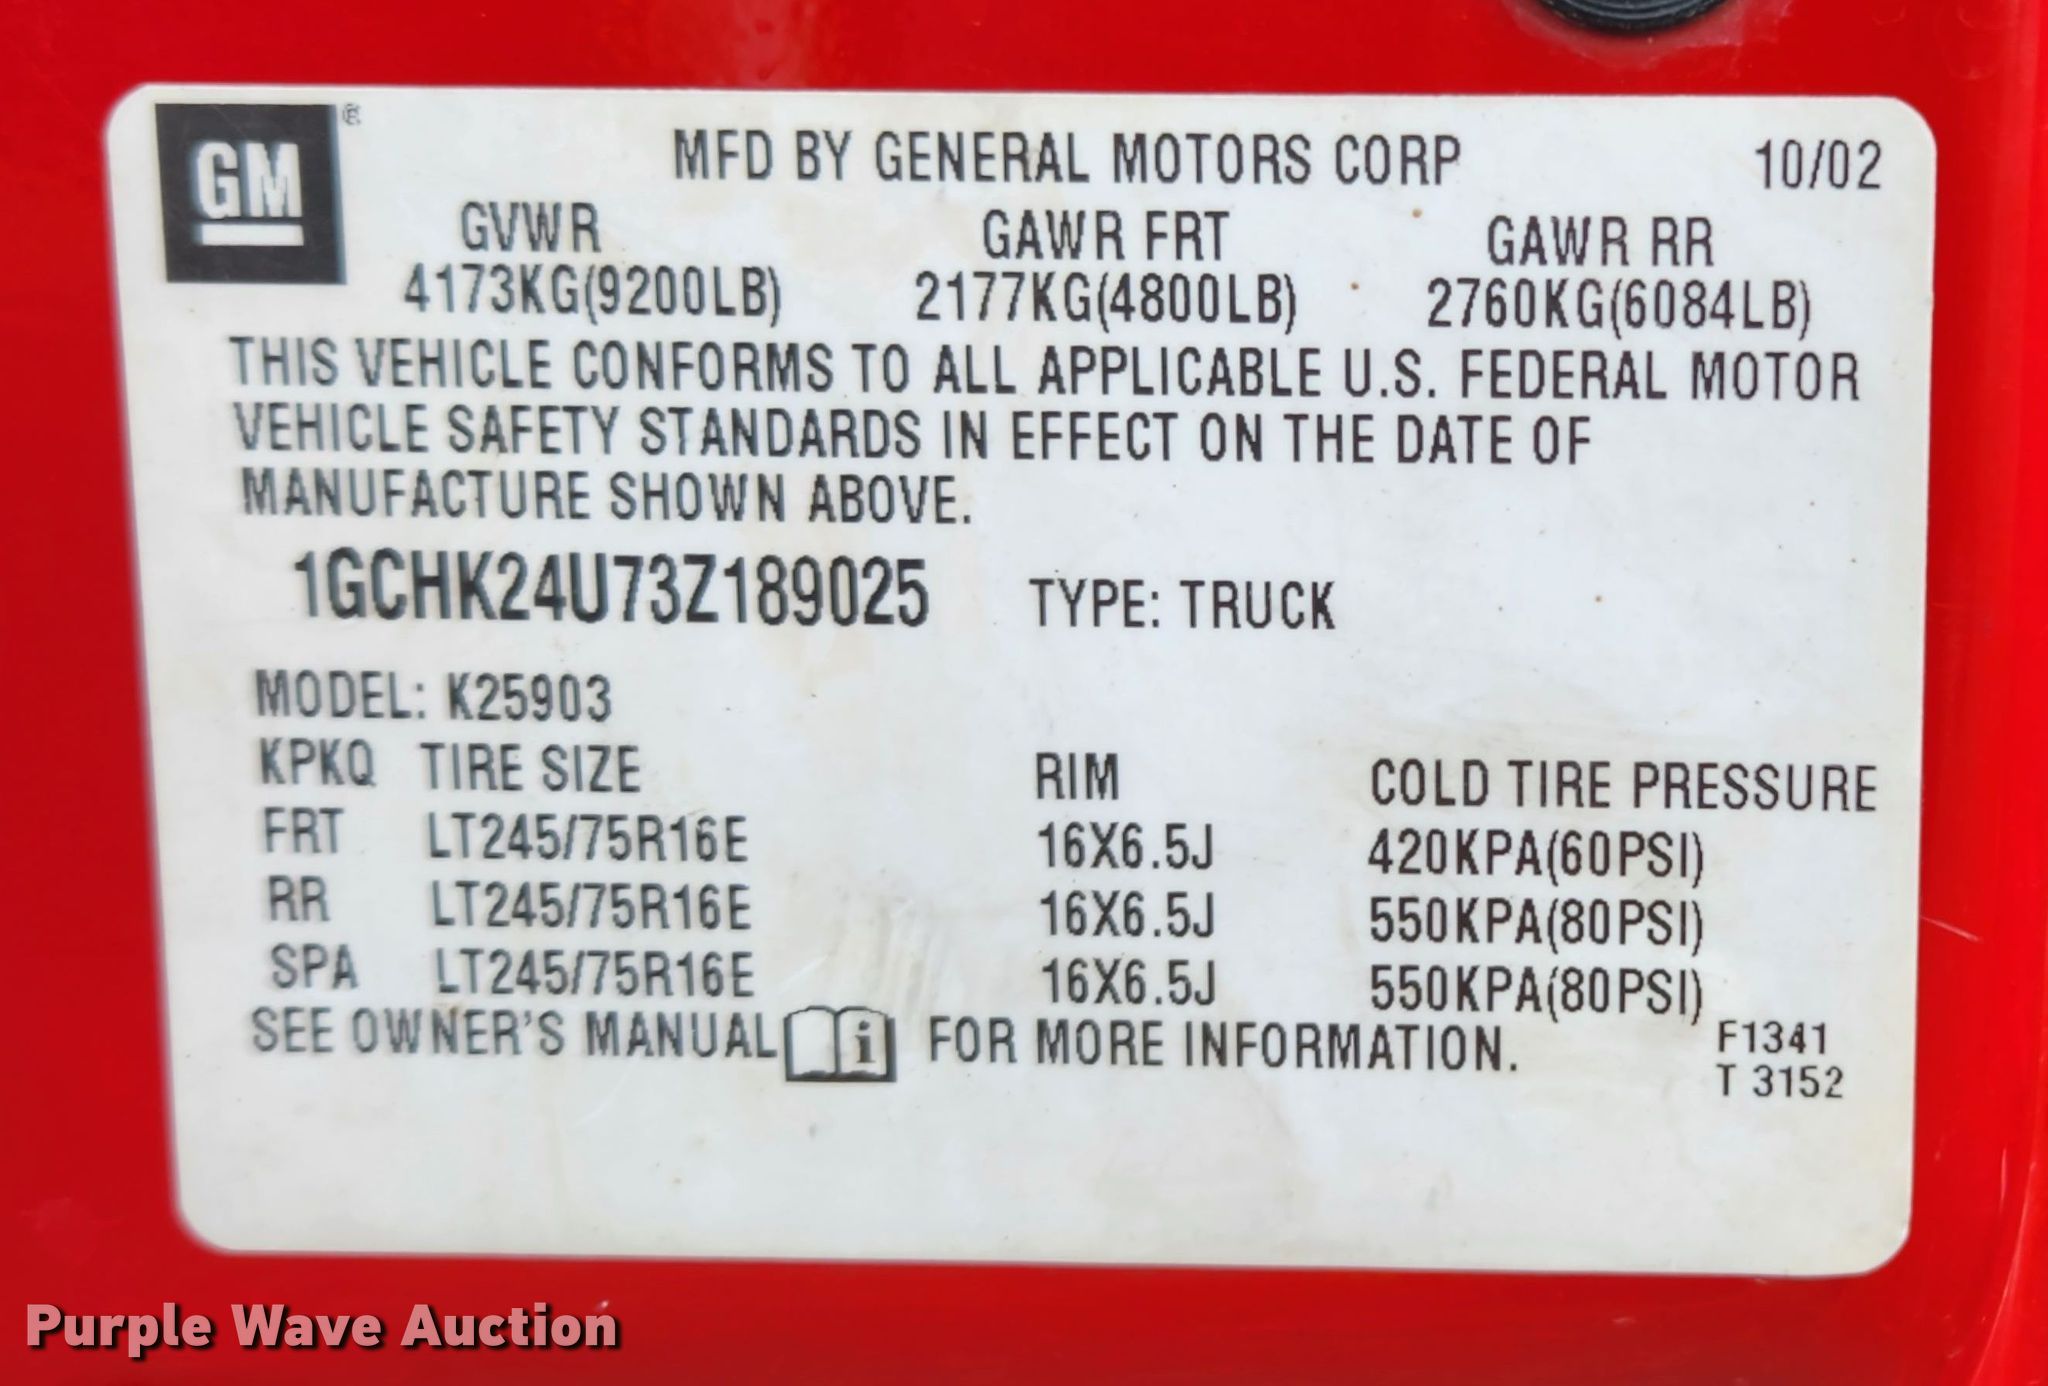 GM ®
MFD BY GENERAL MOTORS CORP 10/02
GVWR GAWR FRT GAWR RR
4173KG(9200LB) 2177KG(4800LB) 2760KG(6084LB)
THIS VEHICLE CONFORMS TO ALL APPLICABLE U.S. FEDERAL MOTOR
VEHICLE SAFETY STANDARDS IN EFFECT ON THE DATE OF
MANUFACTURE SHOWN ABOVE.
1GCHK24U73Z189025 TYPE: TRUCK
MODEL: K25903
KPKQ TIRE SIZE RIM COLD TIRE PRESSURE
FRT LT245/75R16E 16X6.5J 420KPA(60PSI)
RR LT245/75R16E 16X6.5J 550KPA(80PSI)
SPA LT245/75R16E 16X6.5J 550KPA(80PSI)
SEE OWNER'S MANUAL i FOR MORE INFORMATION.
F1341
T 3152
Purple Wave Auction